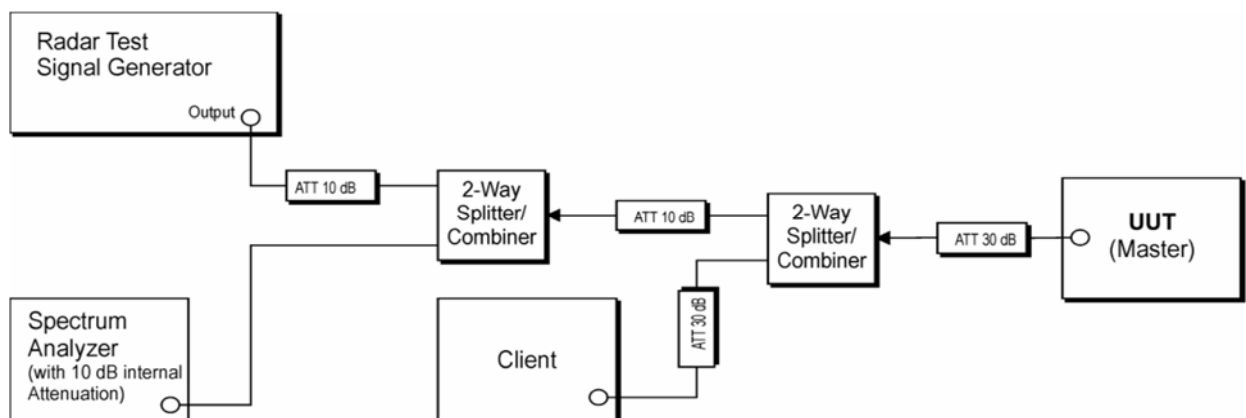 Radar Test
Signal Generator
Output
ATT 10 dB
2-Way
Splitter/
Combiner
ATT 10 dB
2-Way
Splitter/
Combiner
ATT 30 dB
UUT
(Master)
ATT 30 dB
Spectrum
Analyzer
(with 10 dB internal
Attenuation)
Client